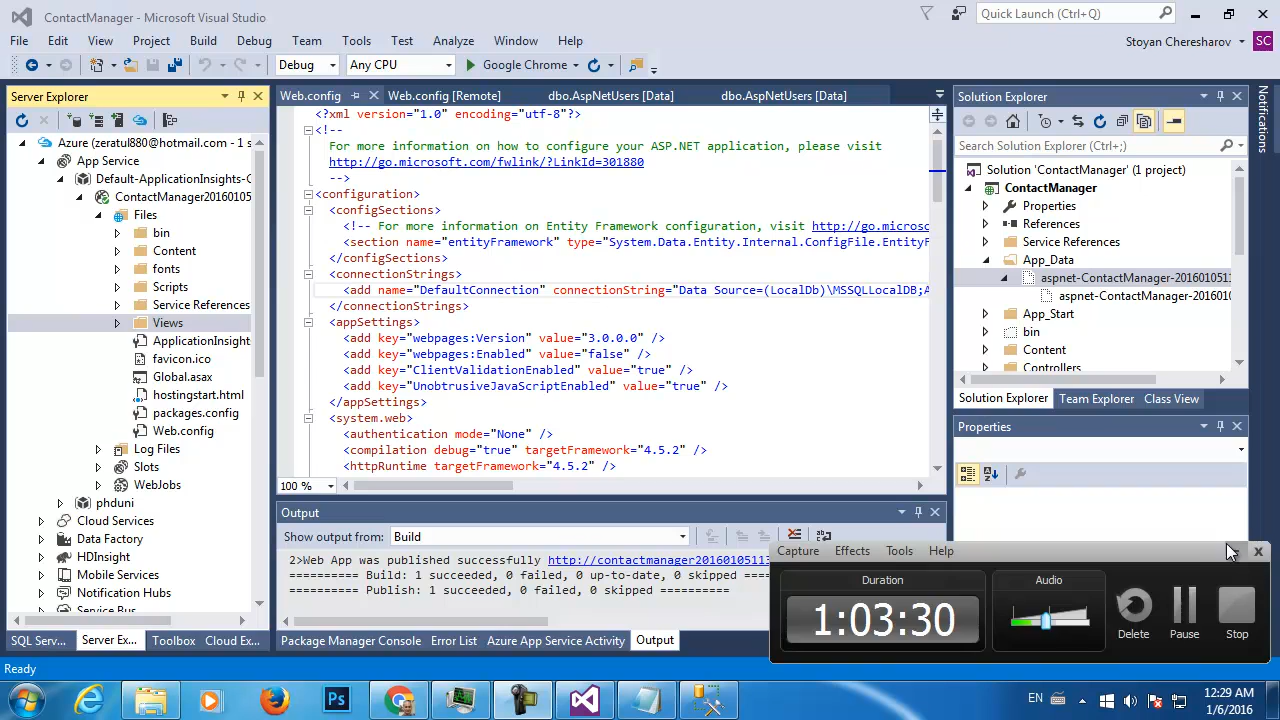 ContactManager - Microsoft Visual Studio
Quick Launch (Ctrl+Q)
File Edit View Project Build Debug Team Tools Test Analyze Window Help
Stoyan Cheresharov SC
Debug Any CPU Google Chrome
Server Explorer
Azure (zeratul880@hotmail.com - 1 s
App Service
Default-ApplicationInsights-C
ContactManager20160105
Files
bin
Content
fonts
Scripts
Service References
Views
ApplicationInsight
favicon.ico
Global.asax
hostingstart.html
packages.config
Web.config
Log Files
Slots
WebJobs
phduni
Cloud Services
Data Factory
HDInsight
Mobile Services
Notification Hubs
Service Bus
SQL Serv... Server Ex... Toolbox Cloud Ex...
Web.config Web.config [Remote] dbo.AspNetUsers [Data] dbo.AspNetUsers [Data]
<?xml version="1.0" encoding="utf-8"?>
<!--
For more information on how to configure your ASP.NET application, please visit
http://go.microsoft.com/fwlink/?LinkId=301880
-->
<configuration>
<configSections>
<!-- For more information on Entity Framework configuration, visit http://go.micros
<section name="entityFramework" type="System.Data.Entity.Internal.ConfigFile.EntityF
</configSections>
<connectionStrings>
<add name="DefaultConnection" connectionString="Data Source=(LocalDb)\MSSQLLocalDB;A
</connectionStrings>
<appSettings>
<add key="webpages:Version" value="3.0.0.0" />
<add key="webpages:Enabled" value="false" />
<add key="ClientValidationEnabled" value="true" />
<add key="UnobtrusiveJavaScriptEnabled" value="true" />
</appSettings>
<system.web>
<authentication mode="None" />
<compilation debug="true" targetFramework="4.5.2" />
<httpRuntime targetFramework="4.5.2" />
100 %
Output
Show output from: Build
2>Web App was published successfully http://contactmanager2016010511
========== Build: 1 succeeded, 0 failed, 0 up-to-date, 0 skipped ==========
========== Publish: 1 succeeded, 0 failed, 0 skipped ==========
Package Manager Console Error List Azure App Service Activity Output
Solution Explorer
Search Solution Explorer (Ctrl+;)
Solution 'ContactManager' (1 project)
ContactManager
Properties
References
Service References
App_Data
aspnet-ContactManager-2016010511
aspnet-ContactManager-201601
App_Start
bin
Content
Controllers
Solution Explorer Team Explorer Class View
Properties
Notifications
Capture Effects Tools Help
Duration
1:03:30
Audio
Delete Pause Stop
Ready
Ps
EN
12:29 AM
1/6/2016